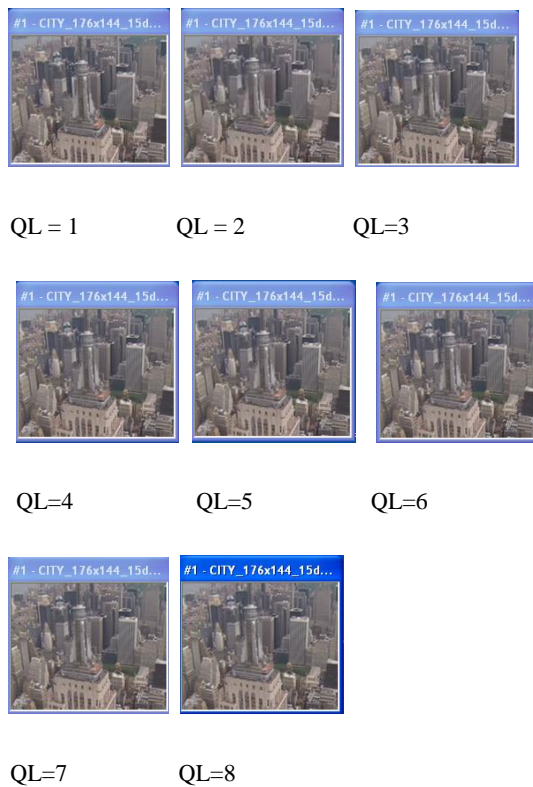 #1 - CITY_176x144_15d... #1 - CITY_176x144_15d... #1 - CITY_176x144_15d...
QL = 1 QL = 2 QL=3
#1 - CITY_176x144_15d... #1 - CITY_176x144_15d... #1 - CITY_176x144_15d...
QL=4 QL=5 QL=6
#1 - CITY_176x144_15d... #1 - CITY_176x144_15d...
QL=7 QL=8